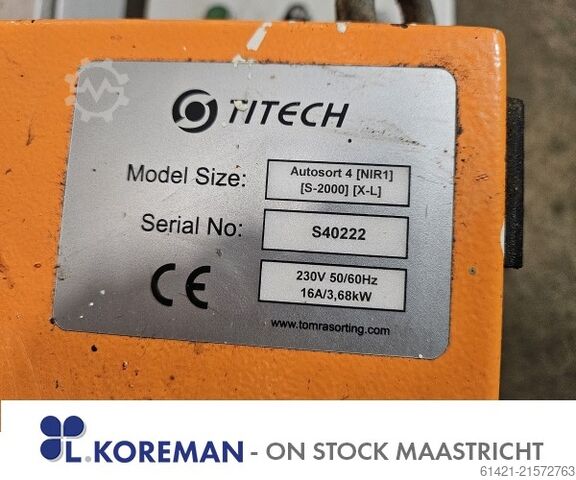 TITECH
Model Size: Autosort 4 [NIR1]
[S-2000] [X-L]
Serial No: S40222
CE 230V 50/60Hz
16A/3,68kW
www.tomrasorting.com
L.KOREMAN - ON STOCK MAASTRICHT
61421-21572763